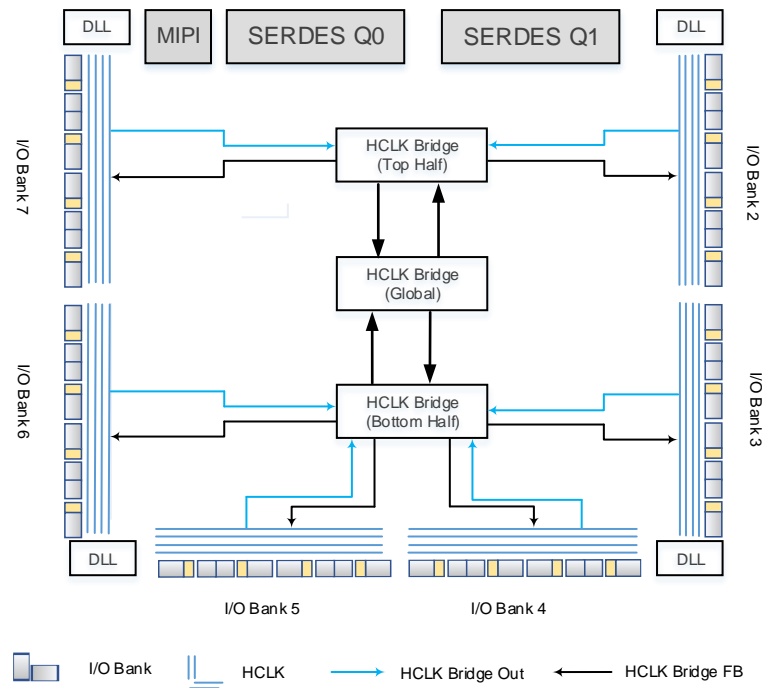 DLL
MIPI
SERDES Q0
SERDES Q1
DLL
I/O Bank 7
HCLK Bridge
(Top Half)
I/O Bank 2
HCLK Bridge
(Global)
I/O Bank 6
HCLK Bridge
(Bottom Half)
I/O Bank 3
DLL
DLL
I/O Bank 5
I/O Bank 4
I/O Bank
HCLK
HCLK Bridge Out
HCLK Bridge FB